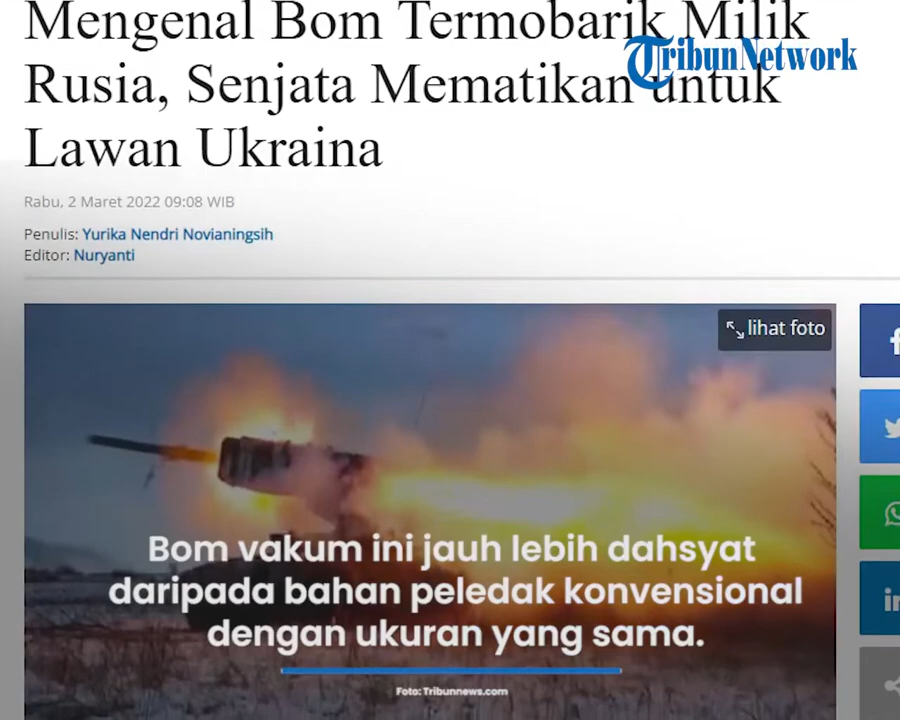 Mengenal Bom Termobarik Milik
TribunNetwork
Rusia, Senjata Mematikan untuk
Lawan Ukraina
Rabu, 2 Maret 2022 09:08 WIB
Penulis: Yurika Nendri Novianingsih
Editor: Nuryanti
lihat foto
Bom vakum ini jauh lebih dahsyat
daripada bahan peledak konvensional
dengan ukuran yang sama.
Foto: Tribunnews.com